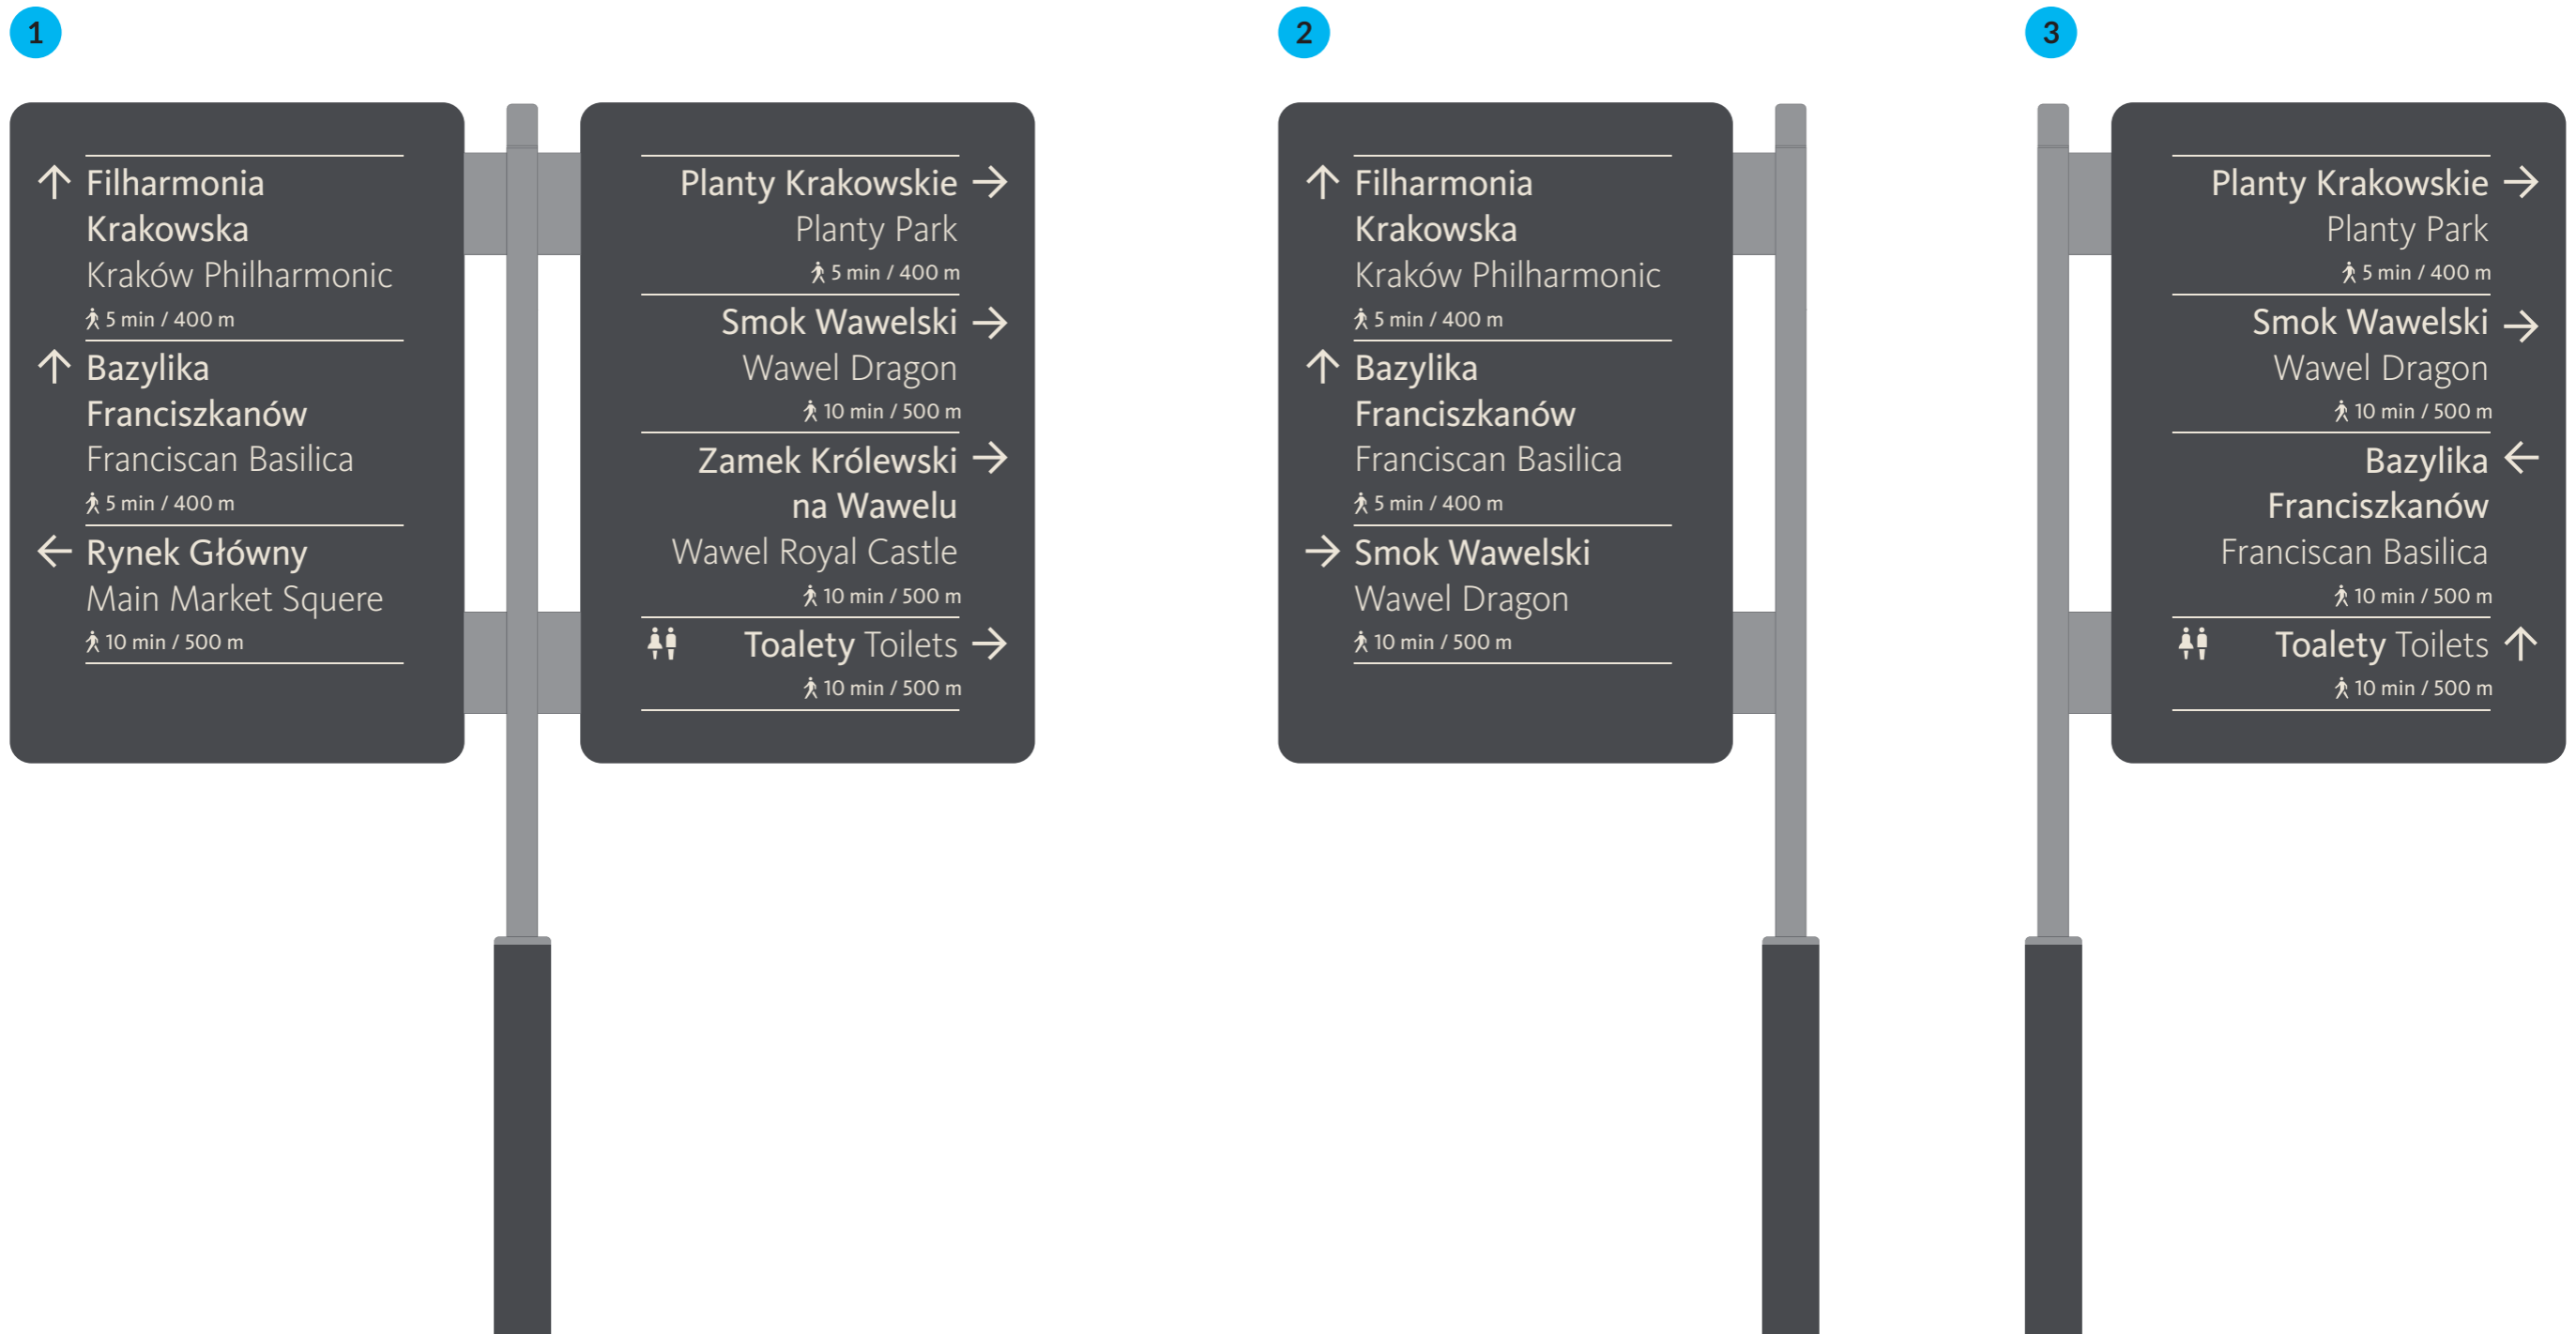 1
↑ Filharmonia
Krakowska
Kraków Philharmonic
5 min / 400 m
↑ Bazylika
Franciszkanów
Franciscan Basilica
5 min / 400 m
← Rynek Główny
Main Market Squere
10 min / 500 m
Planty Krakowskie →
Planty Park
5 min / 400 m
Smok Wawelski →
Wawel Dragon
10 min / 500 m
Zamek Królewski →
na Wawelu
Wawel Royal Castle
10 min / 500 m
Toalety Toilets →
10 min / 500 m
2
↑ Filharmonia
Krakowska
Kraków Philharmonic
5 min / 400 m
↑ Bazylika
Franciszkanów
Franciscan Basilica
5 min / 400 m
→ Smok Wawelski
Wawel Dragon
10 min / 500 m
3
Planty Krakowskie →
Planty Park
5 min / 400 m
Smok Wawelski →
Wawel Dragon
10 min / 500 m
Bazylika ←
Franciszkanów
Franciscan Basilica
10 min / 500 m
Toalety Toilets ↑
10 min / 500 m